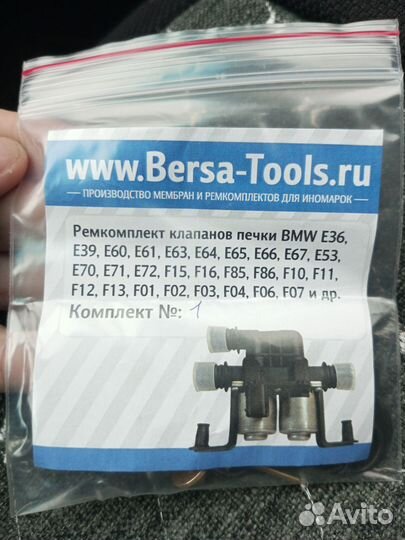 www.Bersa-Tools.ru
ПРОИЗВОДСТВО МЕМБРАН И РЕМКОМПЛЕКТОВ ДЛЯ ИНОМАРОК
Ремкомплект клапанов печки BMW E36,
E39, E60, E61, E63, E64, E65, E66, E67, E53,
E70, E71, E72, F15, F16, F85, F86, F10, F11,
F12, F13, F01, F02, F03, F04, F06, F07 и др.
Комплект №: 1
Avito